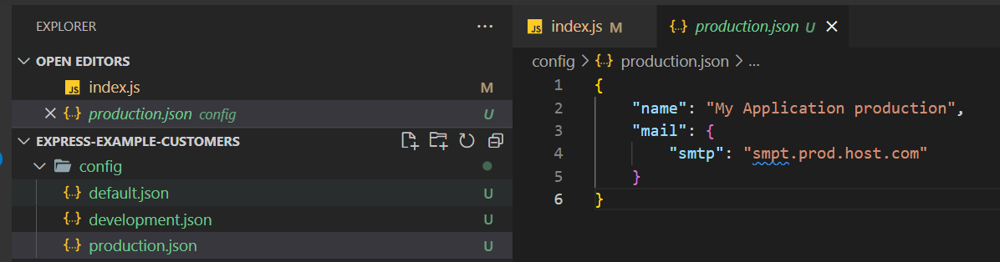 EXPLORER ...
OPEN EDITORS
JS index.js M
{..} production.json config U
EXPRESS-EXAMPLE-CUSTOMERS
config
{..} default.json U
{..} development.json U
{..} production.json U
JS index.js M {..} production.json U
config > {..} production.json > ...
1 {
2 "name": "My Application production",
3 "mail": {
4 "smtp": "smpt.prod.host.com"
5 }
6 }